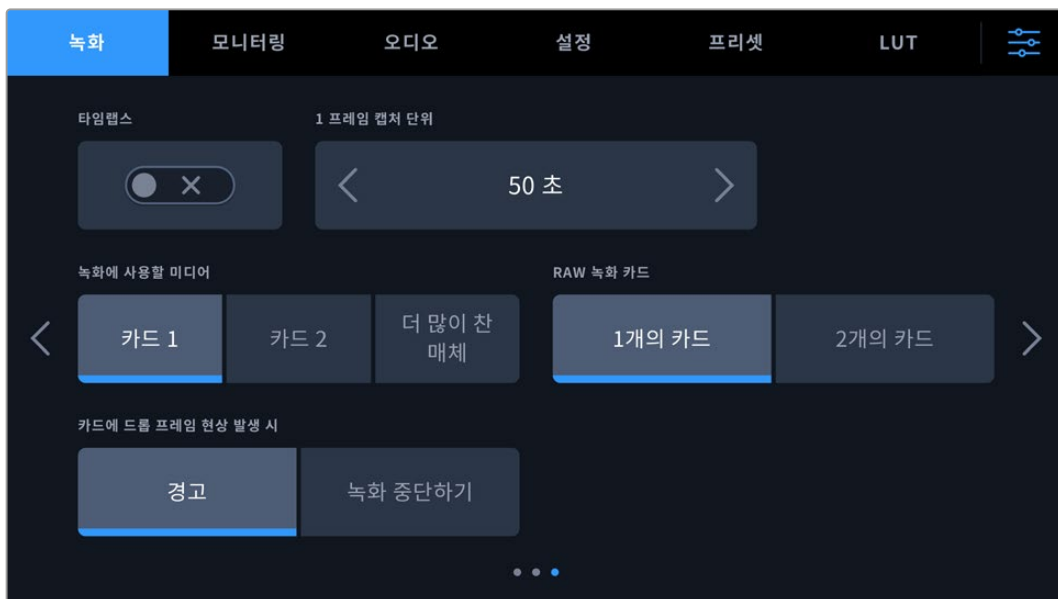 녹화 모니터링 오디오 설정 프리셋 LUT
타임랩스 1 프레임 캡처 단위
50 초
녹화에 사용할 미디어 RAW 녹화 카드
카드 1 카드 2 더 많이 찬
매체 1개의 카드 2개의 카드
카드에 드롭 프레임 현상 발생 시
경고 녹화 중단하기